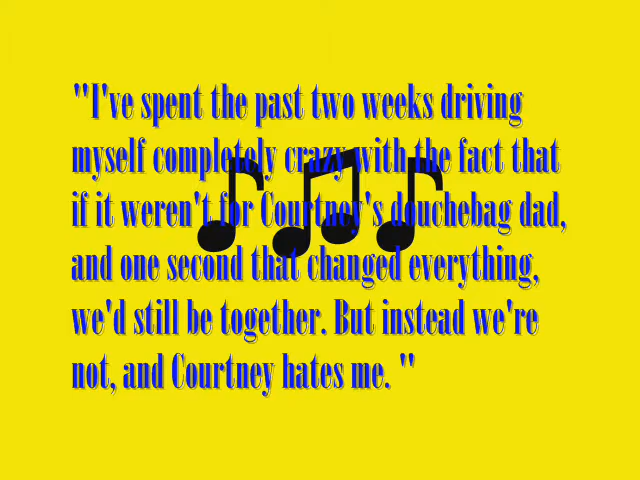 "I've spent the past two weeks driving
myself completely crazy with the fact that
if it weren't for Courtney's douchebag dad,
and one second that changed everything,
we'd still be together. But instead we're
not, and Courtney hates me. "